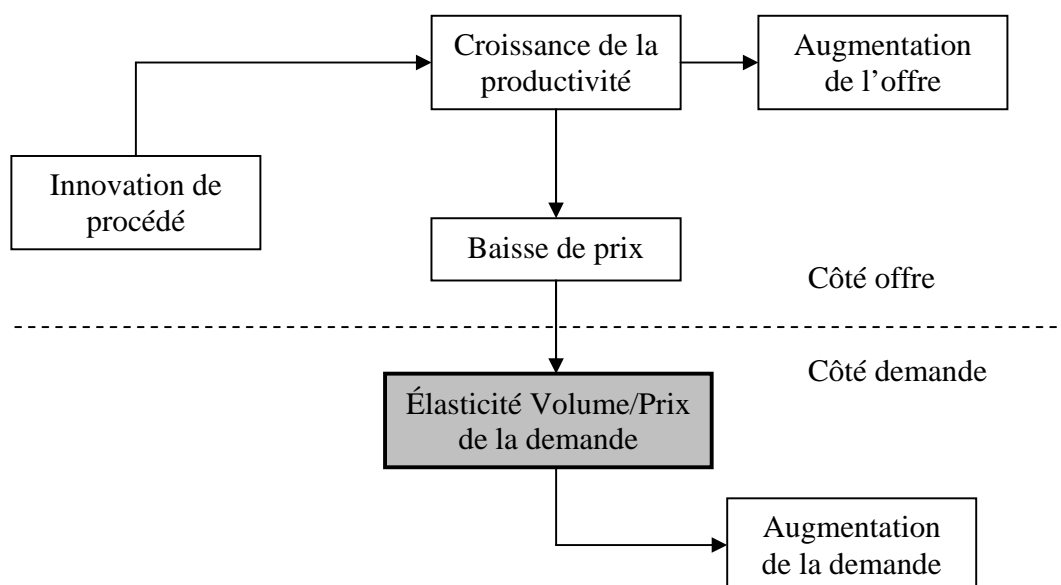 Croissance de la
productivité
Augmentation
de l’offre
Innovation de
procédé
Baisse de prix
Côté offre
Côté demande
Élasticité Volume/Prix
de la demande
Augmentation
de la demande